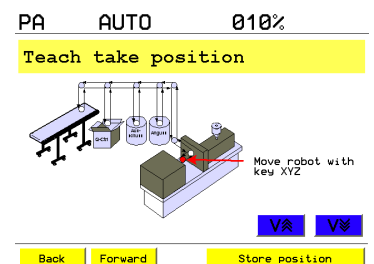 PA AUTO 010%
Teach take position
Move robot with
key XYZ
V V
Back Forward Store position